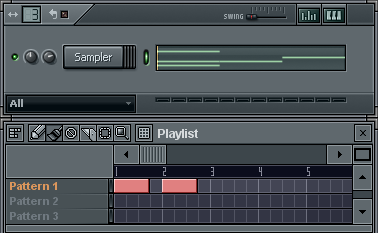 3
SWING
Sampler
All
Playlist
1 2 3 4 5
Pattern 1
Pattern 2
Pattern 3